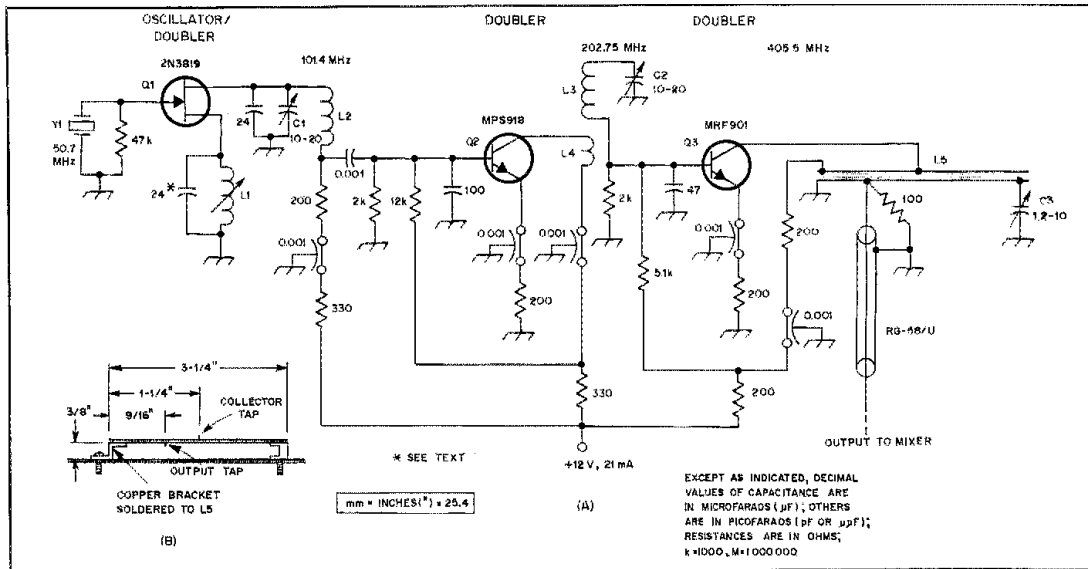 OSCILLATOR/
DOUBLER
DOUBLER
DOUBLER
2N3819
101.4 MHz
202.75 MHz
405.5 MHz
Q1
Y1
50.7
MHz
47k
24
C1
10-20
L2
L3
C2
10-20
MPS918
Q2
L4
MRF901
Q3
L5
24*
L1
0.001
200
2k
12k
100
0.001
330
0.001
200
0.001
330
2k
5.1k
47
0.001
200
200
200
0.001
100
C3
1.2-10
RG-58/U
OUTPUT TO MIXER
3-1/4"
1-1/4"
9/16"
3/8"
COLLECTOR
TAP
OUTPUT TAP
COPPER BRACKET
SOLDERED TO L5
(B)
* SEE TEXT
mm = INCHES(") × 25.4
(A)
+12 V, 21 mA
EXCEPT AS INDICATED, DECIMAL
VALUES OF CAPACITANCE ARE
IN MICROFARADS (µF); OTHERS
ARE IN PICOFARADS (pF OR µµF);
RESISTANCES ARE IN OHMS;
k=1000, M=1000000